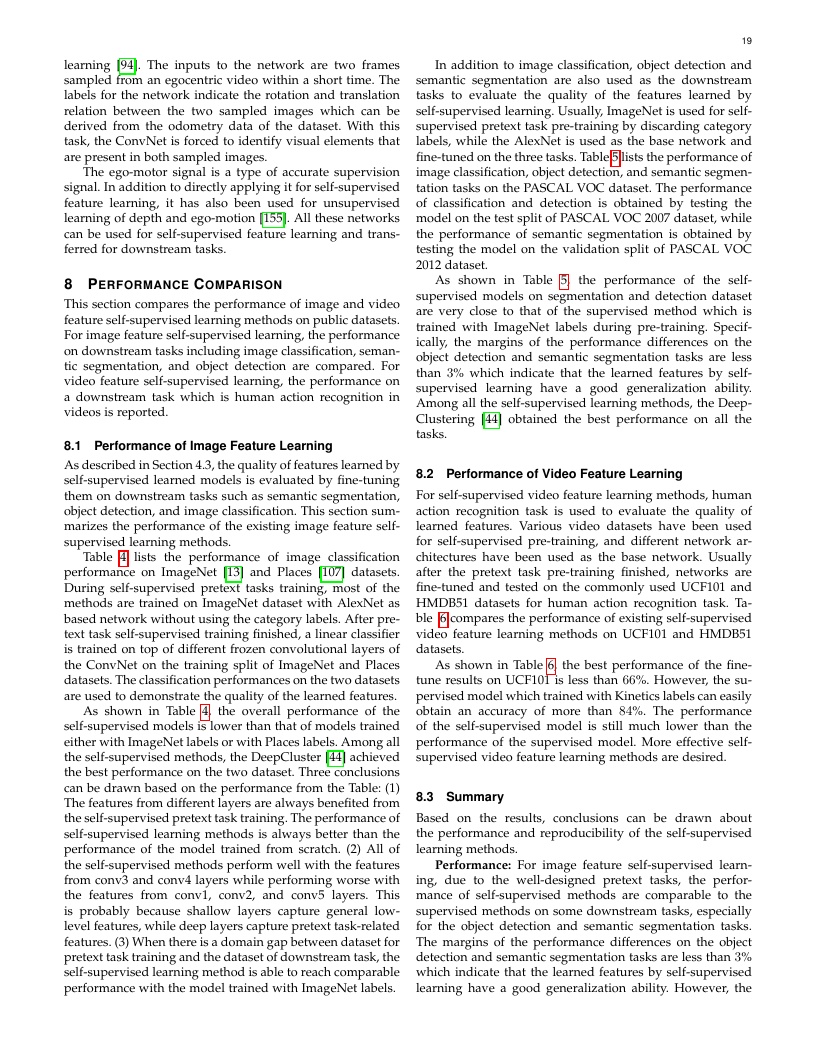 19
learning [94]. The inputs to the network are two frames
sampled from an egocentric video within a short time. The
labels for the network indicate the rotation and translation
relation between the two sampled images which can be
derived from the odometry data of the dataset. With this
task, the ConvNet is forced to identify visual elements that
are present in both sampled images.
The ego-motor signal is a type of accurate supervision
signal. In addition to directly applying it for self-supervised
feature learning, it has also been used for unsupervised
learning of depth and ego-motion [155]. All these networks
can be used for self-supervised feature learning and trans-
ferred for downstream tasks.
8 PERFORMANCE COMPARISON
This section compares the performance of image and video
feature self-supervised learning methods on public datasets.
For image feature self-supervised learning, the performance
on downstream tasks including image classification, seman-
tic segmentation, and object detection are compared. For
video feature self-supervised learning, the performance on
a downstream task which is human action recognition in
videos is reported.
8.1 Performance of Image Feature Learning
As described in Section 4.3, the quality of features learned by
self-supervised learned models is evaluated by fine-tuning
them on downstream tasks such as semantic segmentation,
object detection, and image classification. This section sum-
marizes the performance of the existing image feature self-
supervised learning methods.
Table 4 lists the performance of image classification
performance on ImageNet [13] and Places [107] datasets.
During self-supervised pretext tasks training, most of the
methods are trained on ImageNet dataset with AlexNet as
based network without using the category labels. After pre-
text task self-supervised training finished, a linear classifier
is trained on top of different frozen convolutional layers of
the ConvNet on the training split of ImageNet and Places
datasets. The classification performances on the two datasets
are used to demonstrate the quality of the learned features.
As shown in Table 4, the overall performance of the
self-supervised models is lower than that of models trained
either with ImageNet labels or with Places labels. Among all
the self-supervised methods, the DeepCluster [44] achieved
the best performance on the two dataset. Three conclusions
can be drawn based on the performance from the Table: (1)
The features from different layers are always benefited from
the self-supervised pretext task training. The performance of
self-supervised learning methods is always better than the
performance of the model trained from scratch. (2) All of
the self-supervised methods perform well with the features
from conv3 and conv4 layers while performing worse with
the features from conv1, conv2, and conv5 layers. This
is probably because shallow layers capture general low-
level features, while deep layers capture pretext task-related
features. (3) When there is a domain gap between dataset for
pretext task training and the dataset of downstream task, the
self-supervised learning method is able to reach comparable
performance with the model trained with ImageNet labels.
In addition to image classification, object detection and
semantic segmentation are also used as the downstream
tasks to evaluate the quality of the features learned by
self-supervised learning. Usually, ImageNet is used for self-
supervised pretext task pre-training by discarding category
labels, while the AlexNet is used as the base network and
fine-tuned on the three tasks. Table 5 lists the performance of
image classification, object detection, and semantic segmen-
tation tasks on the PASCAL VOC dataset. The performance
of classification and detection is obtained by testing the
model on the test split of PASCAL VOC 2007 dataset, while
the performance of semantic segmentation is obtained by
testing the model on the validation split of PASCAL VOC
2012 dataset.
As shown in Table 5, the performance of the self-
supervised models on segmentation and detection dataset
are very close to that of the supervised method which is
trained with ImageNet labels during pre-training. Specif-
ically, the margins of the performance differences on the
object detection and semantic segmentation tasks are less
than 3% which indicate that the learned features by self-
supervised learning have a good generalization ability.
Among all the self-supervised learning methods, the Deep-
Clustering [44] obtained the best performance on all the
tasks.
8.2 Performance of Video Feature Learning
For self-supervised video feature learning methods, human
action recognition task is used to evaluate the quality of
learned features. Various video datasets have been used
for self-supervised pre-training, and different network ar-
chitectures have been used as the base network. Usually
after the pretext task pre-training finished, networks are
fine-tuned and tested on the commonly used UCF101 and
HMDB51 datasets for human action recognition task. Ta-
ble 6 compares the performance of existing self-supervised
video feature learning methods on UCF101 and HMDB51
datasets.
As shown in Table 6, the best performance of the fine-
tune results on UCF101 is less than 66%. However, the su-
pervised model which trained with Kinetics labels can easily
obtain an accuracy of more than 84%. The performance
of the self-supervised model is still much lower than the
performance of the supervised model. More effective self-
supervised video feature learning methods are desired.
8.3 Summary
Based on the results, conclusions can be drawn about
the performance and reproducibility of the self-supervised
learning methods.
Performance: For image feature self-supervised learn-
ing, due to the well-designed pretext tasks, the perfor-
mance of self-supervised methods are comparable to the
supervised methods on some downstream tasks, especially
for the object detection and semantic segmentation tasks.
The margins of the performance differences on the object
detection and semantic segmentation tasks are less than 3%
which indicate that the learned features by self-supervised
learning have a good generalization ability. However, the